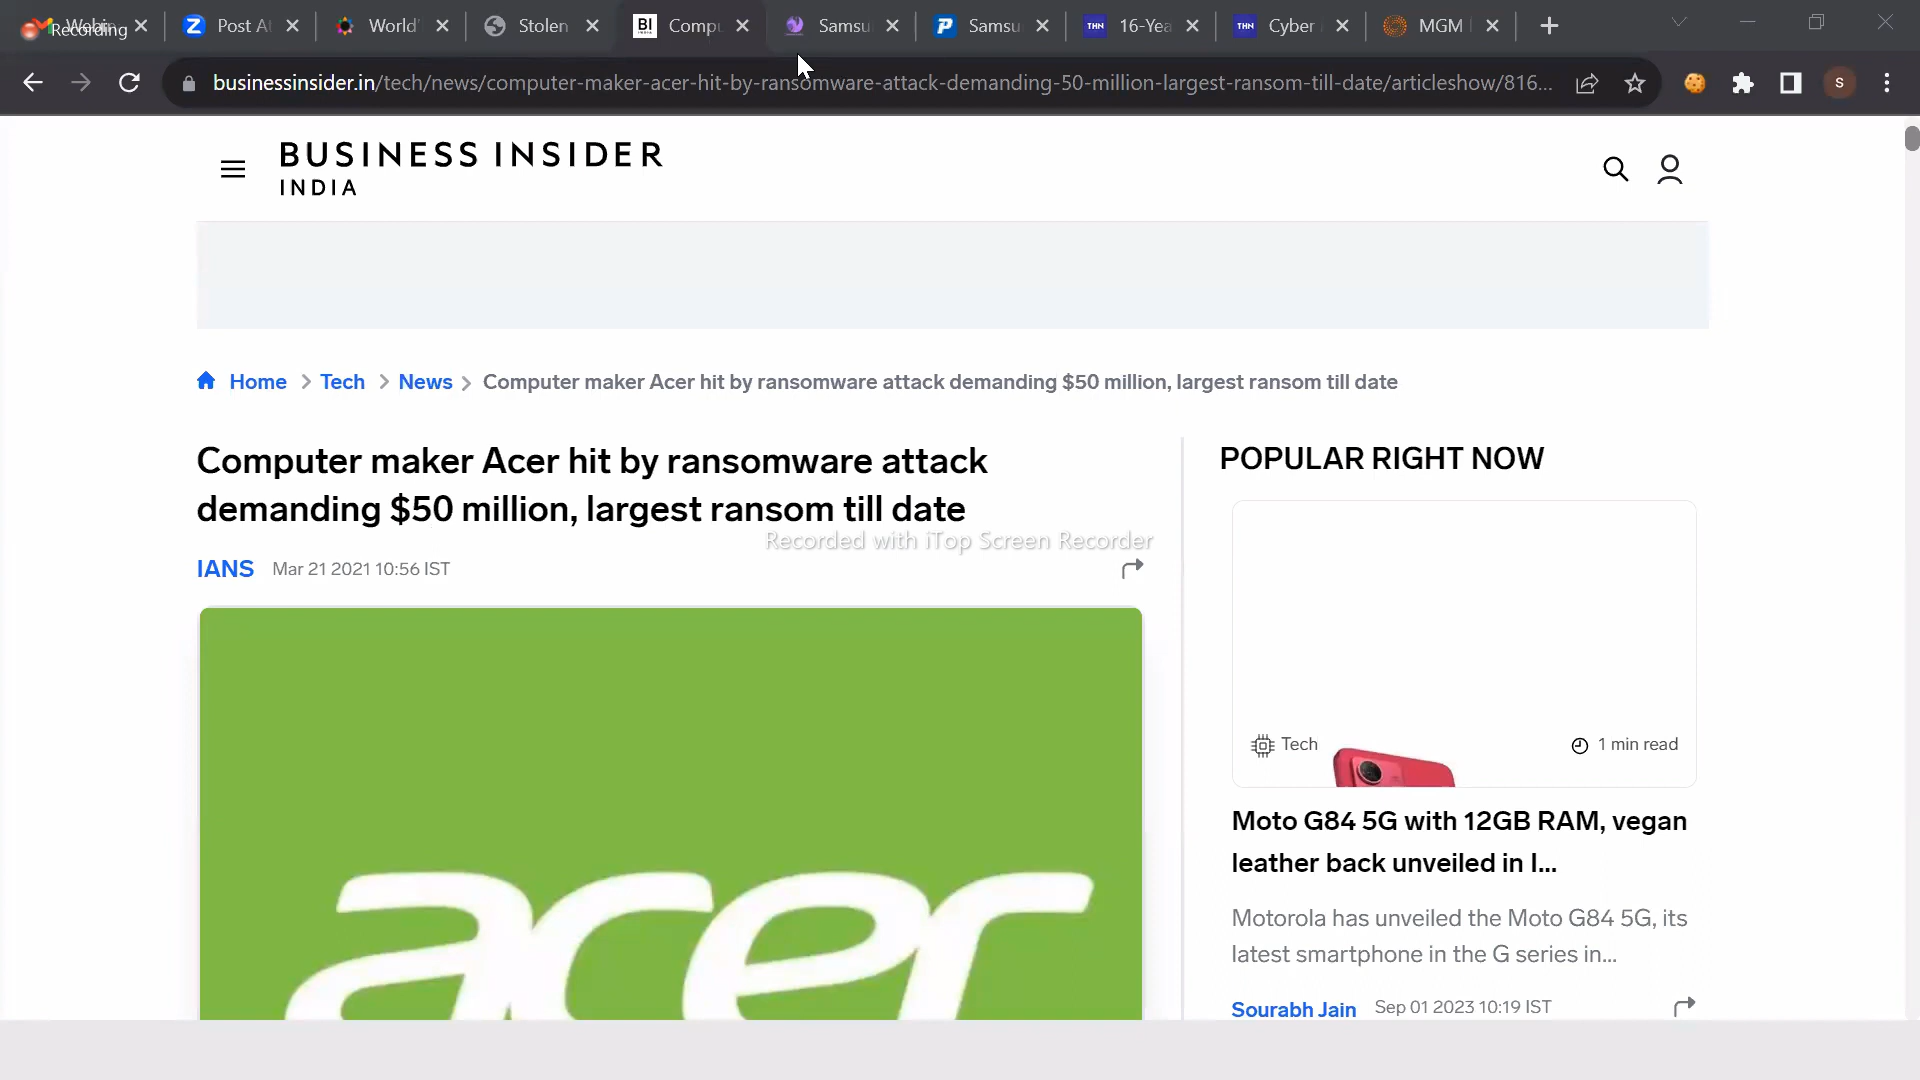 Recording
Post At
World'
Stolen
Compu
Samsu
Samsu
16-Yea
Cyber
MGM
businessinsider.in/tech/news/computer-maker-acer-hit-by-ransomware-attack-demanding-50-million-largest-ransom-till-date/articleshow/816...
S
BUSINESS INSIDER
INDIA
Home > Tech > News > Computer maker Acer hit by ransomware attack demanding $50 million, largest ransom till date
Computer maker Acer hit by ransomware attack
demanding $50 million, largest ransom till date
Recorded with iTop Screen Recorder
IANS Mar 21 2021 10:56 IST
acer
POPULAR RIGHT NOW
Tech 1 min read
Moto G84 5G with 12GB RAM, vegan
leather back unveiled in I...
Motorola has unveiled the Moto G84 5G, its
latest smartphone in the G series in...
Sourabh Jain Sep 01 2023 10:19 IST